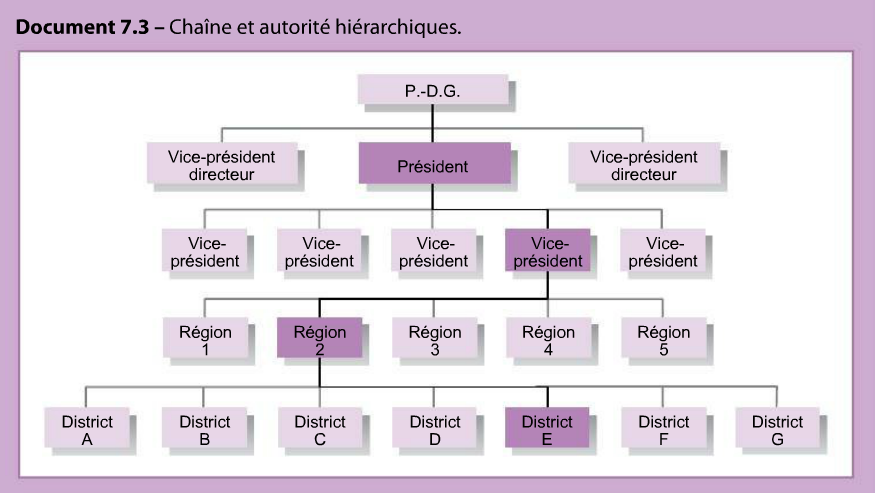 Document 7.3 – Chaîne et autorité hiérarchiques.
P.-D.G.
Vice-président
directeur
Président
Vice-président
directeur
Vice-
président
Vice-
président
Vice-
président
Vice-
président
Vice-
président
Région
1
Région
2
Région
3
Région
4
Région
5
District
A
District
B
District
C
District
D
District
E
District
F
District
G